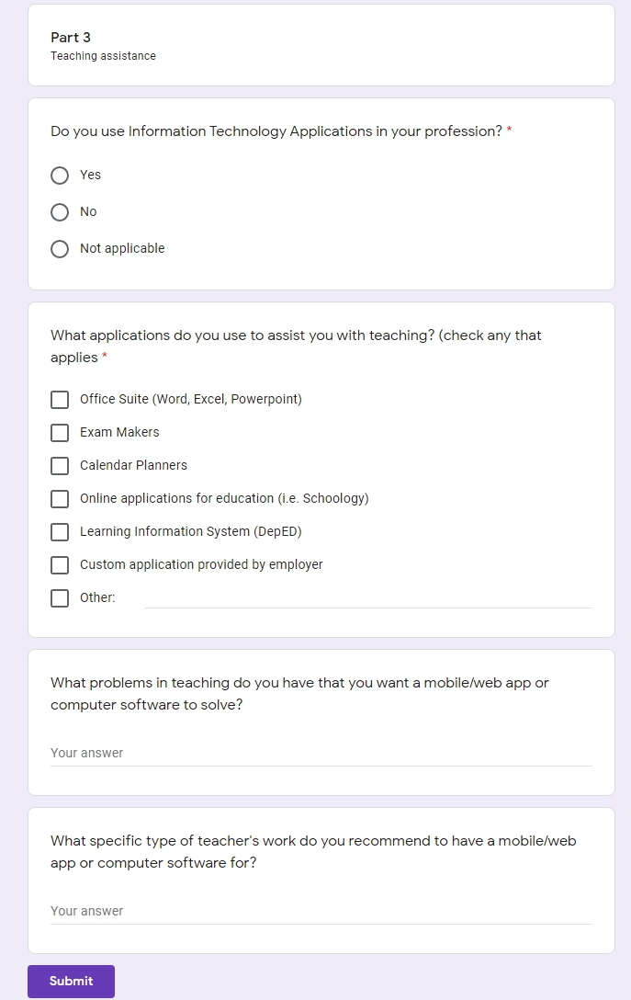 Part 3
Teaching assistance
Do you use Information Technology Applications in your profession? *
Yes
No
Not applicable
What applications do you use to assist you with teaching? (check any that
applies *
Office Suite (Word, Excel, Powerpoint)
Exam Makers
Calendar Planners
Online applications for education (i.e. Schoology)
Learning Information System (DepED)
Custom application provided by employer
Other:
What problems in teaching do you have that you want a mobile/web app or
computer software to solve?
Your answer
What specific type of teacher's work do you recommend to have a mobile/web
app or computer software for?
Your answer
Submit